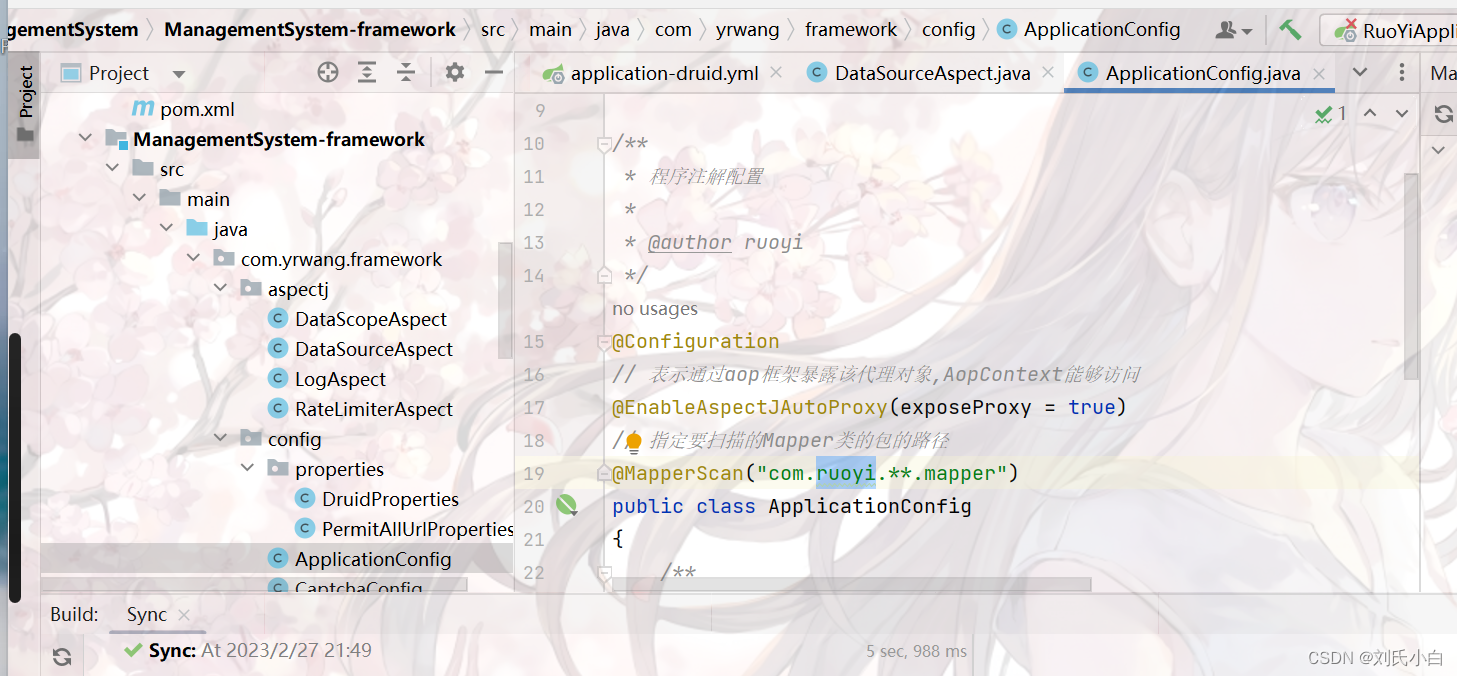 gementSystem 〉 ManagementSystem-framework 〉 src 〉 main 〉 java 〉 com 〉 yrwang 〉 framework 〉 config 〉 ApplicationConfig
RuoYiAppli
Project
Project
application-druid.yml
DataSourceAspect.java
ApplicationConfig.java
Ma
pom.xml
ManagementSystem-framework
src
main
java
com.yrwang.framework
aspectj
DataScopeAspect
DataSourceAspect
LogAspect
RateLimiterAspect
config
properties
DruidProperties
PermitAllUrlProperties
ApplicationConfig
CaptchaConfig
1
9
10 /**
11 * 程序注解配置
12 *
13 * @author ruoyi
14 */
no usages
15 @Configuration
16 // 表示通过aop框架暴露该代理对象,AopContext能够访问
17 @EnableAspectJAutoProxy(exposeProxy = true)
18 // 指定要扫描的Mapper类的包的路径
19 @MapperScan("com.ruoyi.**.mapper")
20 public class ApplicationConfig
21 {
22 /**
Build: Sync
Sync: At 2023/2/27 21:49
5 sec, 988 ms
CSDN @刘氏小白